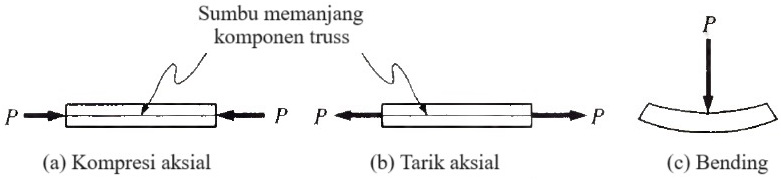 Sumbu memanjang
komponen truss
P
P
P
P
P
(a) Kompresi aksial
(b) Tarik aksial
(c) Bending